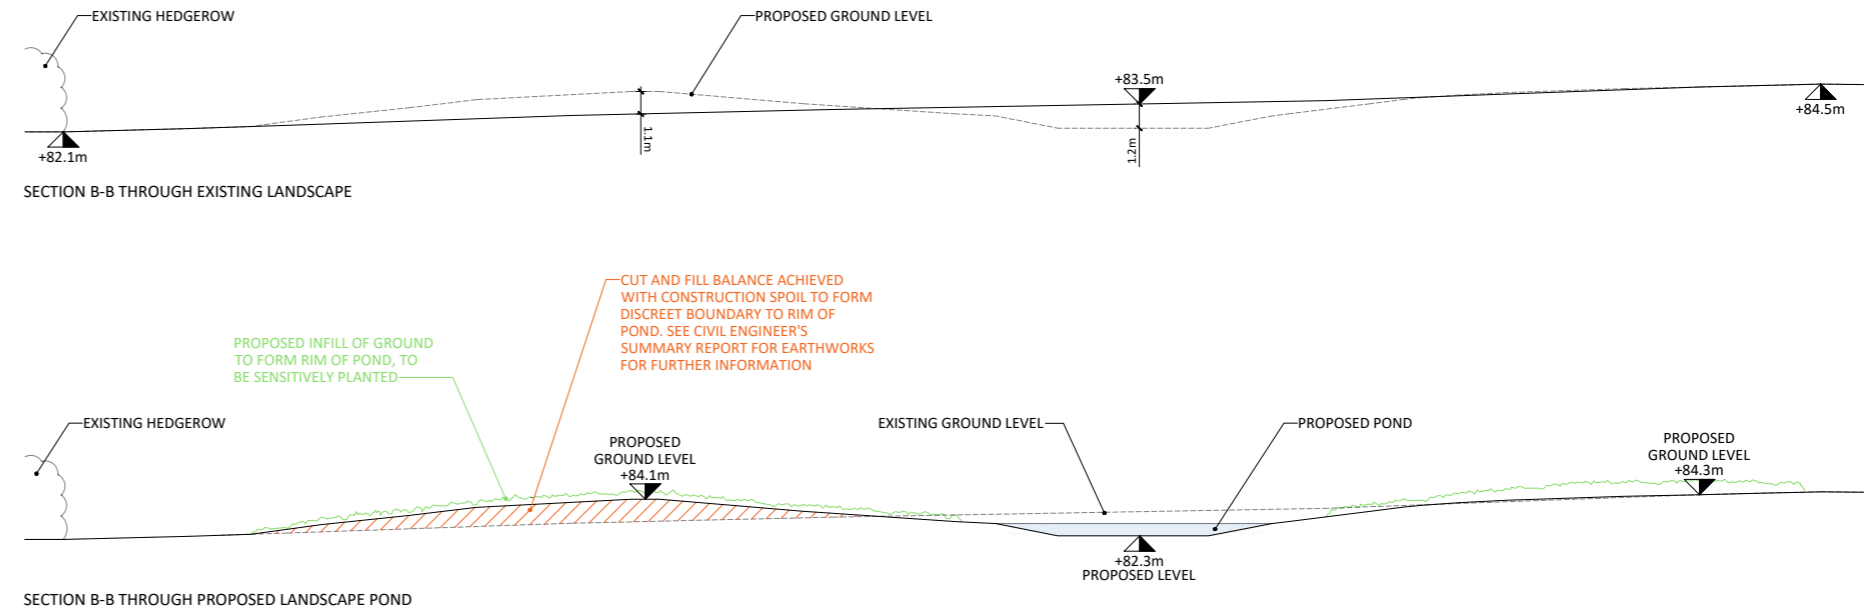 EXISTING HEDGEROW
PROPOSED GROUND LEVEL
+83.5m
+84.5m
1.1m
1.2m
+82.1m
SECTION B-B THROUGH EXISTING LANDSCAPE
CUT AND FILL BALANCE ACHIEVED
WITH CONSTRUCTION SPOIL TO FORM
DISCREET BOUNDARY TO RIM OF
POND. SEE CIVIL ENGINEER'S
SUMMARY REPORT FOR EARTHWORKS
FOR FURTHER INFORMATION
PROPOSED INFILL OF GROUND
TO FORM RIM OF POND, TO
BE SENSITIVELY PLANTED
EXISTING HEDGEROW
PROPOSED
GROUND LEVEL
+84.1m
EXISTING GROUND LEVEL
PROPOSED POND
PROPOSED
GROUND LEVEL
+84.3m
+82.3m
PROPOSED LEVEL
SECTION B-B THROUGH PROPOSED LANDSCAPE POND